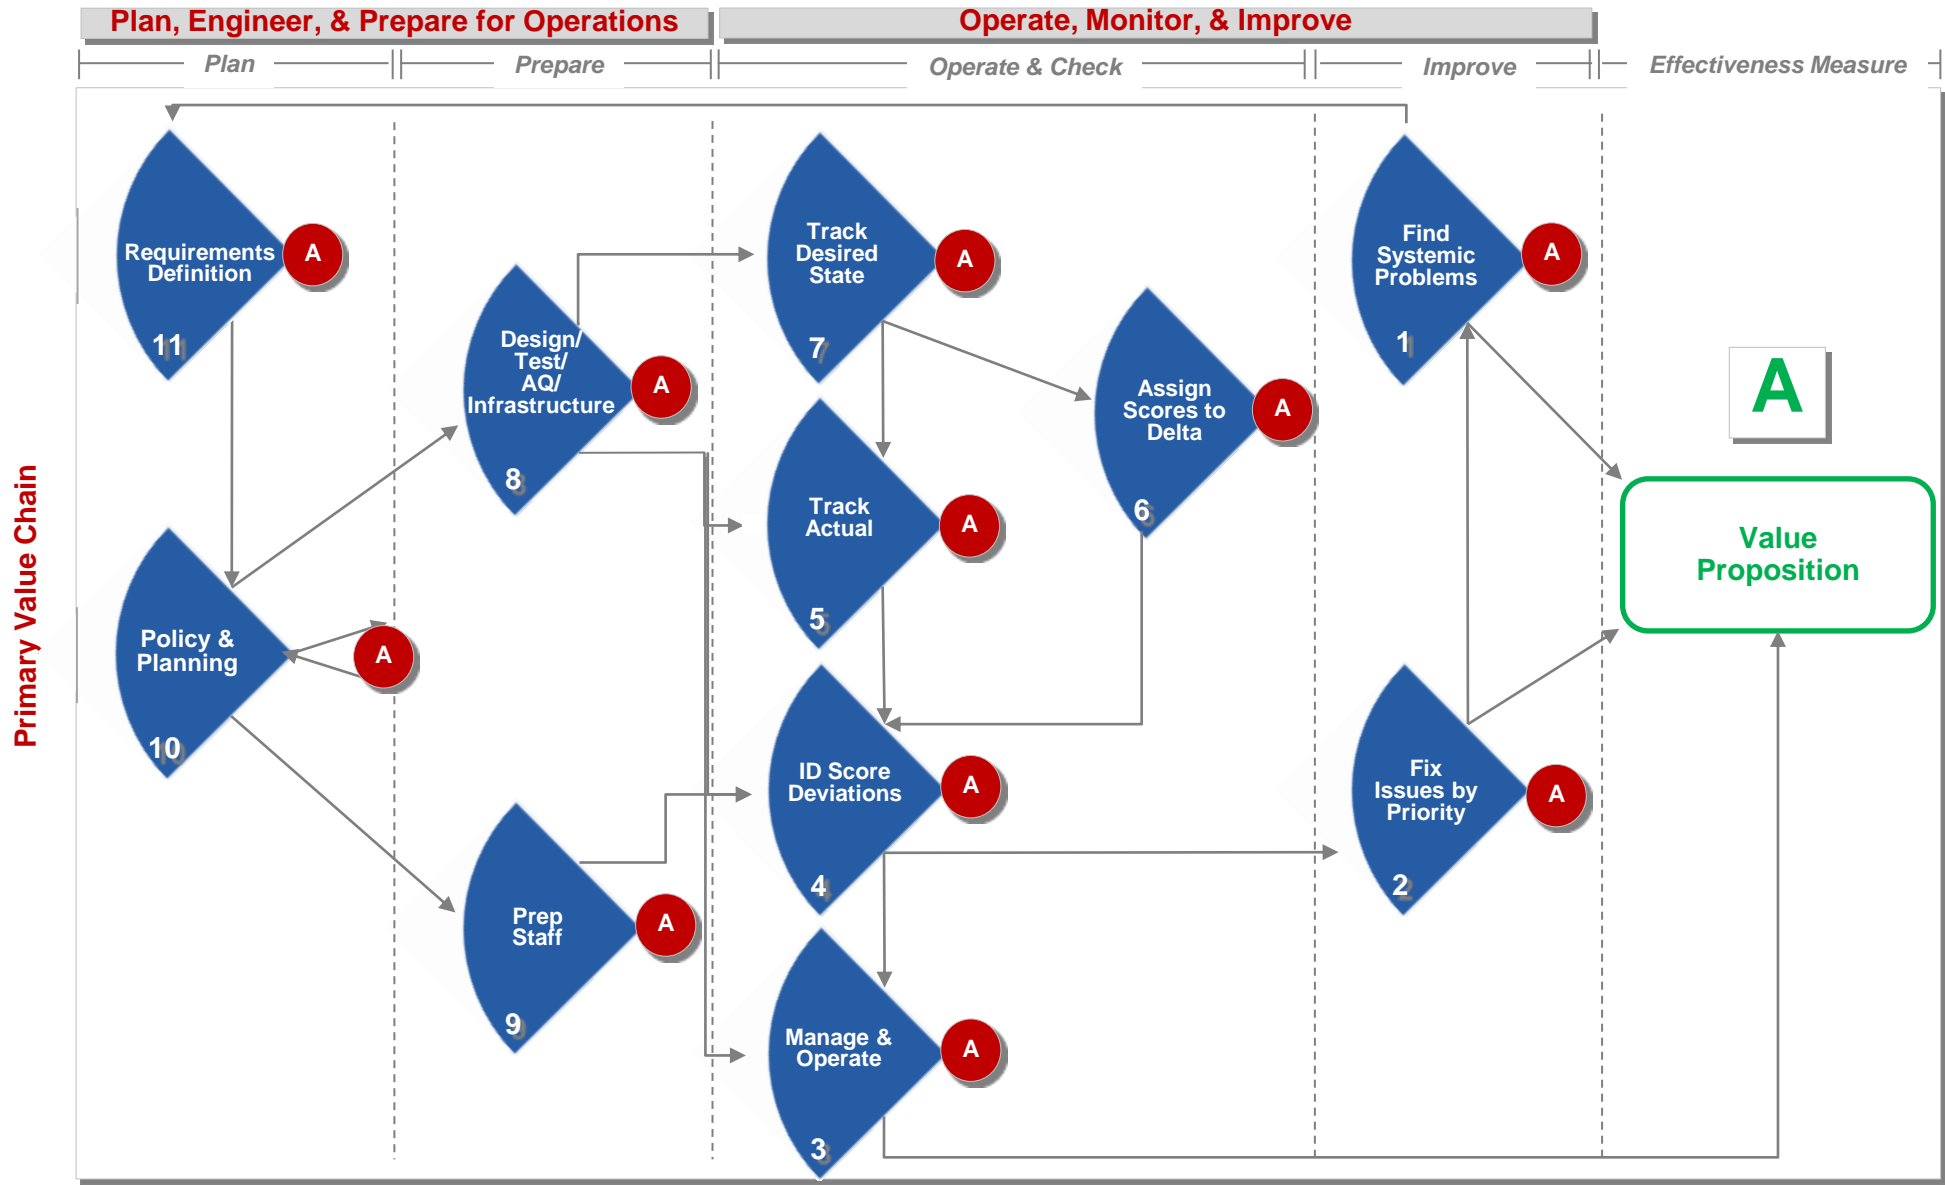 Plan, Engineer, & Prepare for Operations
Operate, Monitor, & Improve
Plan
Prepare
Operate & Check
Improve
Effectiveness Measure
Primary Value Chain
Requirements
Definition
11
A
Policy &
Planning
10
A
Design/
Test/
AQ/
Infrastructure
8
A
Prep
Staff
9
A
Track
Desired
State
7
A
Track
Actual
5
A
Assign
Scores to
Delta
6
A
ID Score
Deviations
4
A
Manage &
Operate
3
A
Find
Systemic
Problems
1
A
Fix
Issues by
Priority
2
A
A
Value
Proposition